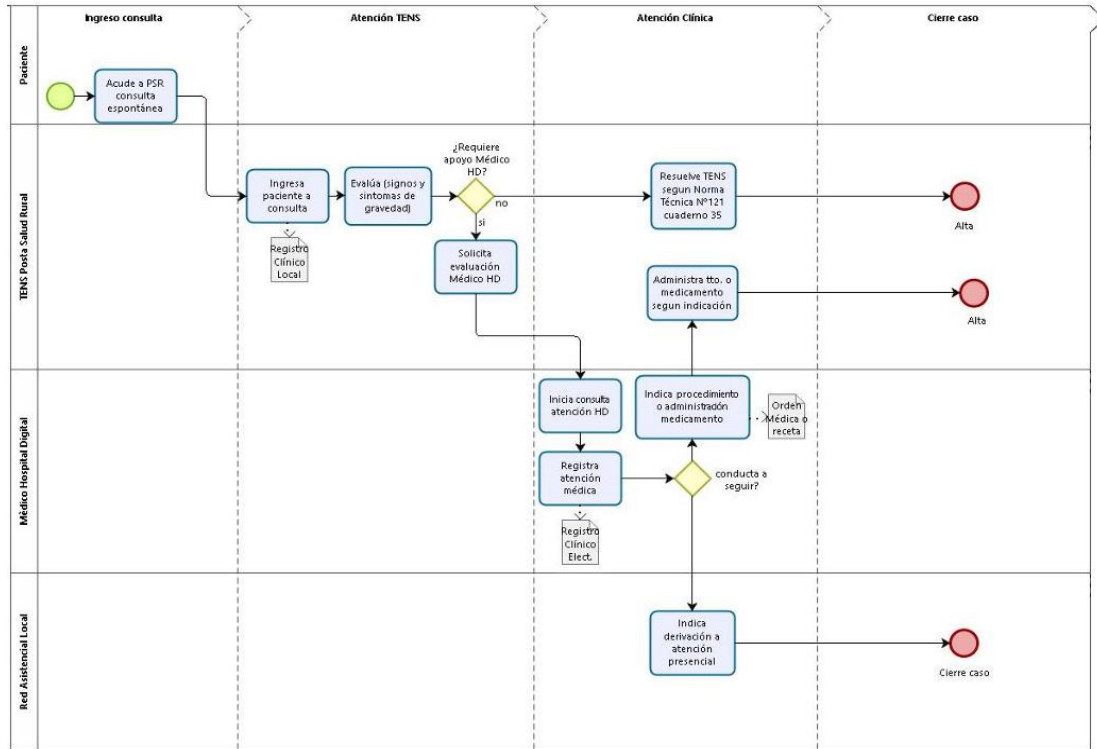 Ingreso consulta
Atención TENS
Atención Clínica
Cierre caso
Paciente
Acude a PSR
consulta
espontánea
TENS Posta Salud Rural
Ingresa
paciente a
consulta
Registro
Clínico
Local
Evalúa (signos y
sintomas de
gravedad)
¿Requiere
apoyo Médico
HD?
no
si
Solicita
evaluación
Médico HD
Resuelve TENS
segun Norma
Técnica Nº121
cuaderno 35
Alta
Administra tto. o
medicamento
segun indicación
Alta
Médico Hospital Digital
Inicia consulta
atención HD
Registra
atención
médica
Registro
Clínico
Elect.
Indica procedimiento
o administración
medicamento
Orden
Médica o
receta
conducta a
seguir?
Red Asistencial Local
Indica
derivación a
atención
presencial
Cierre caso